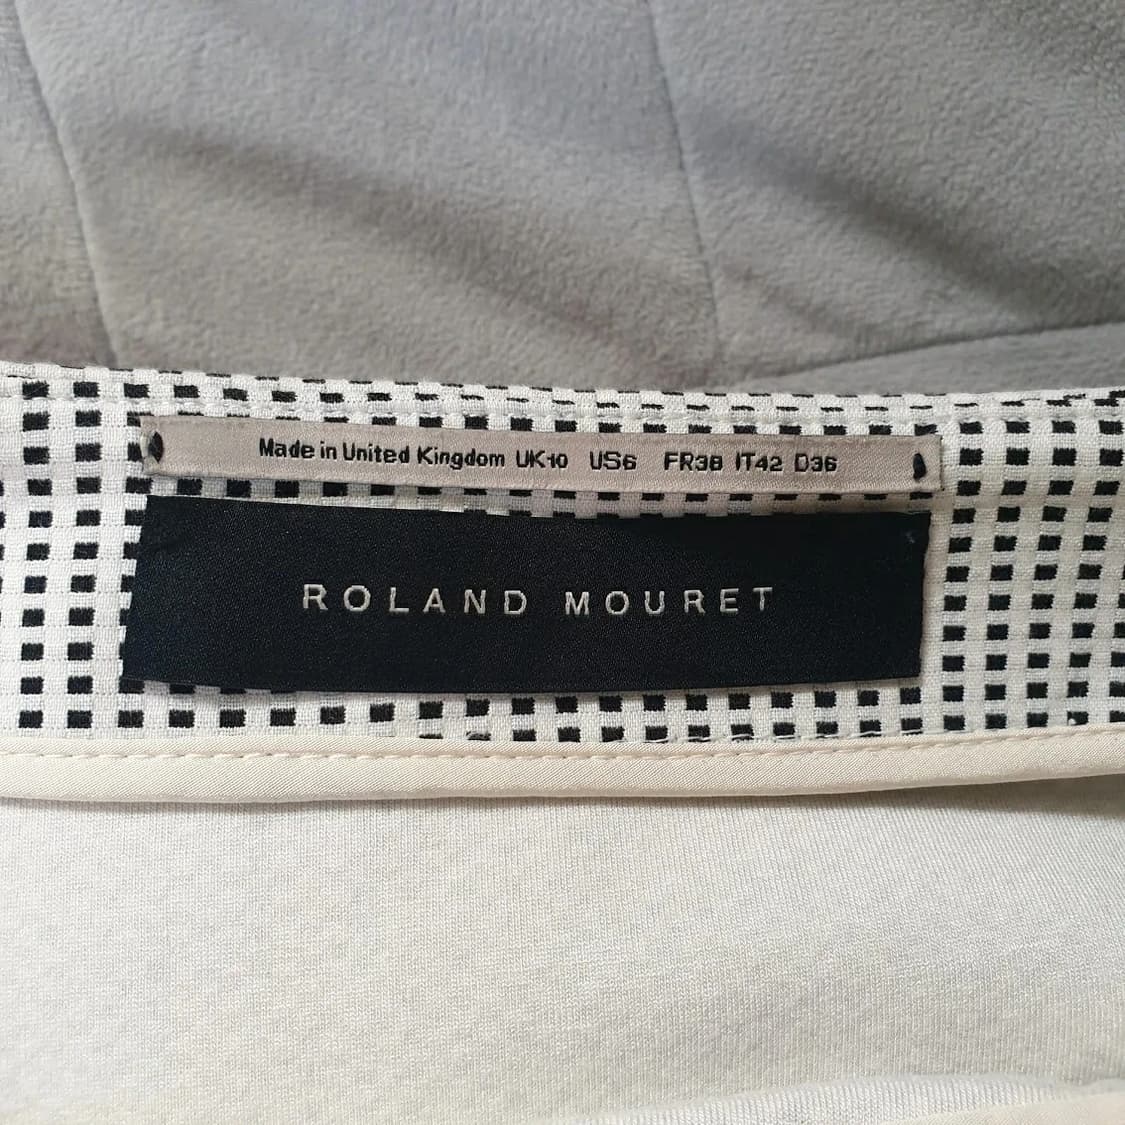 Made in United Kingdom UK10 US6 FR38 IT42 D36
ROLAND MOURET